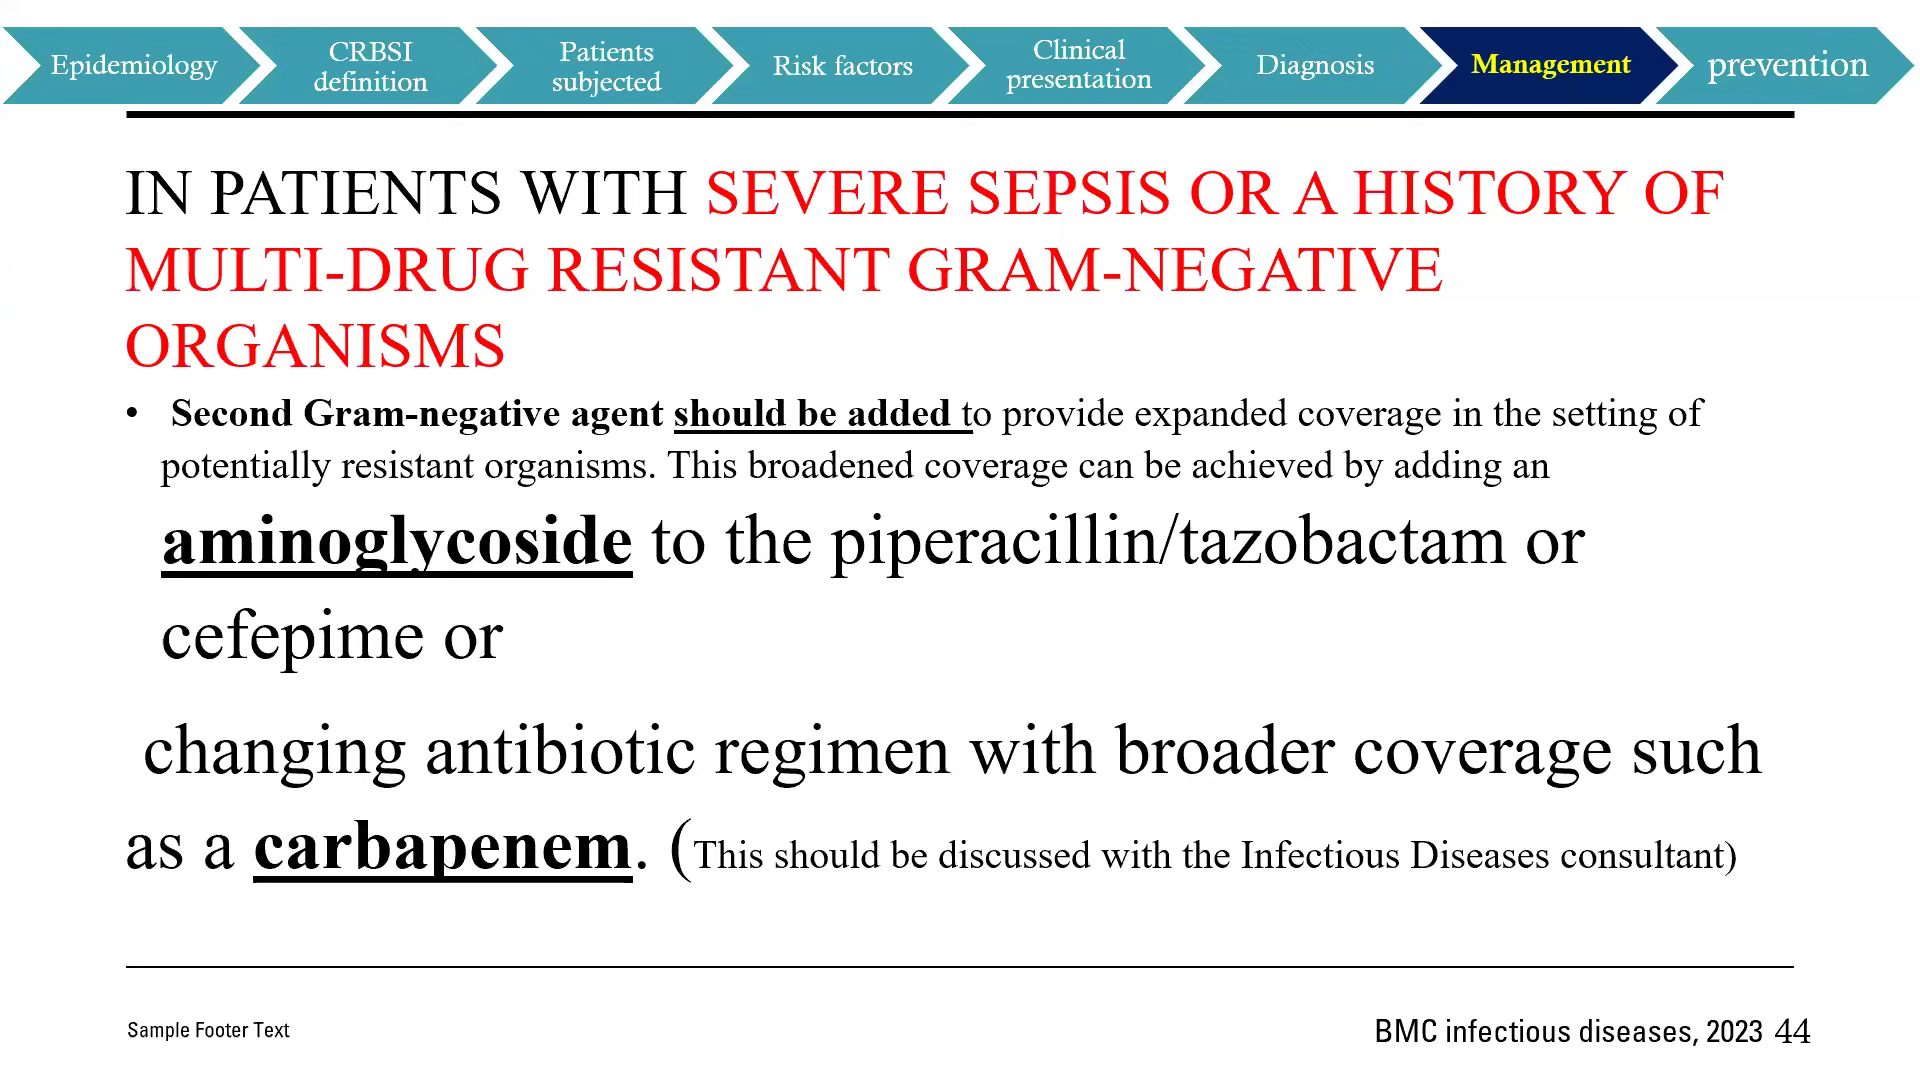 Epidemiology
CRBSI
definition
Patients
subjected
Risk factors
Clinical
presentation
Diagnosis
Management
prevention
IN PATIENTS WITH SEVERE SEPSIS OR A HISTORY OF
MULTI-DRUG RESISTANT GRAM-NEGATIVE
ORGANISMS
• Second Gram-negative agent should be added to provide expanded coverage in the setting of
potentially resistant organisms. This broadened coverage can be achieved by adding an
aminoglycoside to the piperacillin/tazobactam or
cefepime or
changing antibiotic regimen with broader coverage such
as a carbapenem. (This should be discussed with the Infectious Diseases consultant)
Sample Footer Text
BMC infectious diseases, 2023 44